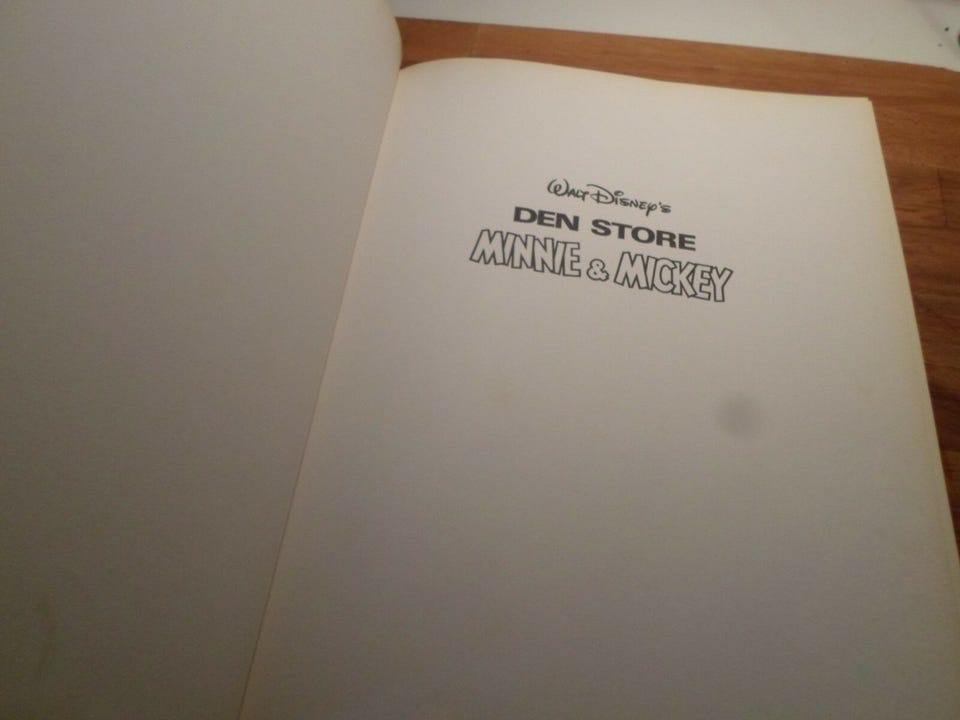 Walt Disney's
DEN STORE
MINNIE & MICKEY